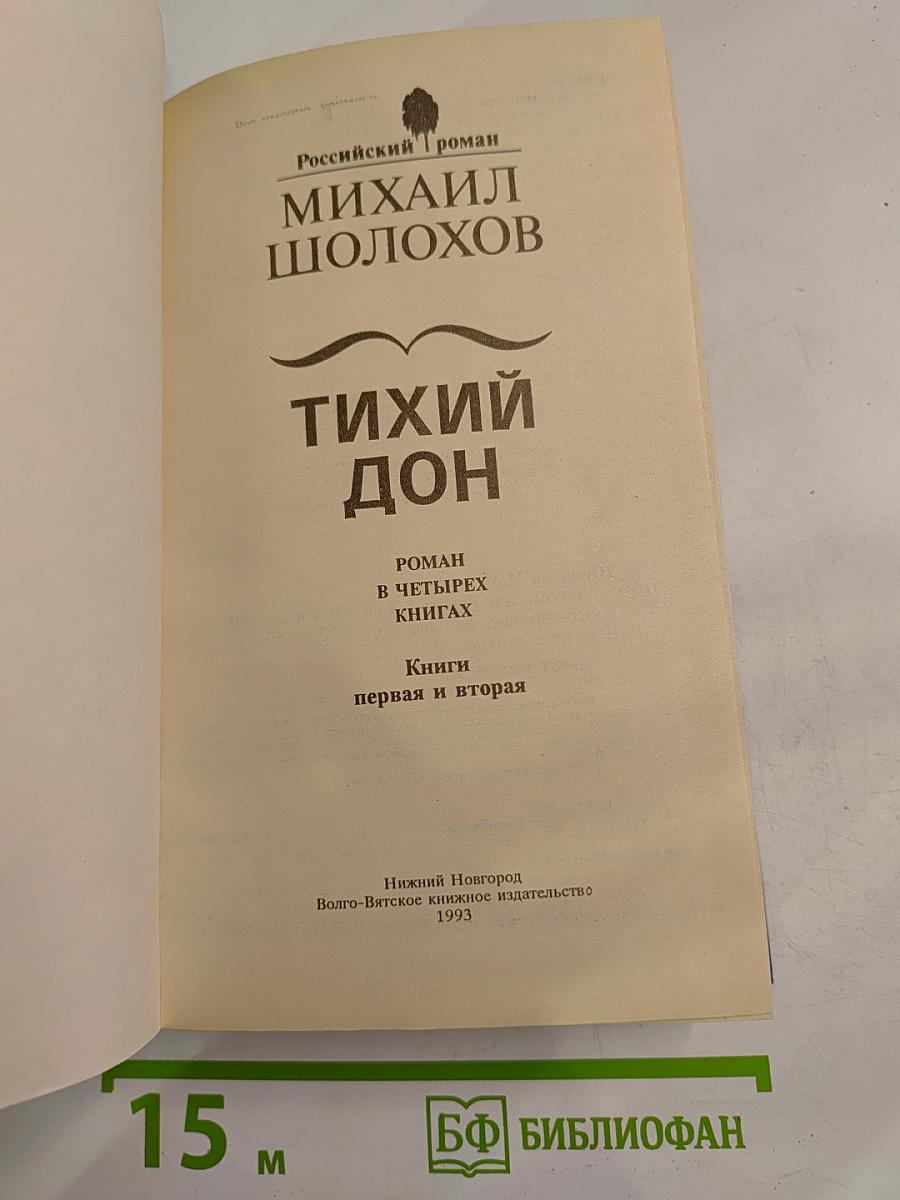 Российский роман
МИХАИЛ
ШОЛОХОВ
ТИХИЙ
ДОН
РОМАН
В ЧЕТЫРЕХ
КНИГАХ
Книги
первая и вторая
Нижний Новгород
Волго-Вятское книжное издательство
1993
15 м
БФ БИБЛИОФАН